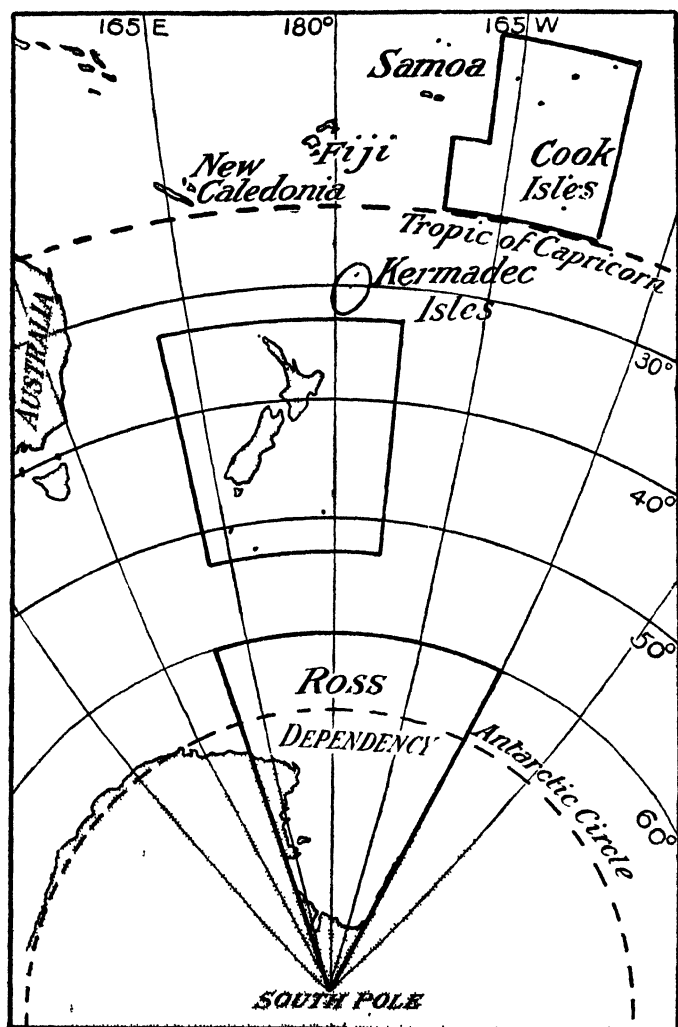 165 E 180° 165 W
Samoa
Fiji
New
Caledonia
Cook
Isles
Tropic of Capricorn
Kermadec
Isles
AUSTRALIA
30°
40°
50°
Ross
DEPENDENCY
Antarctic Circle
60°
SOUTH POLE